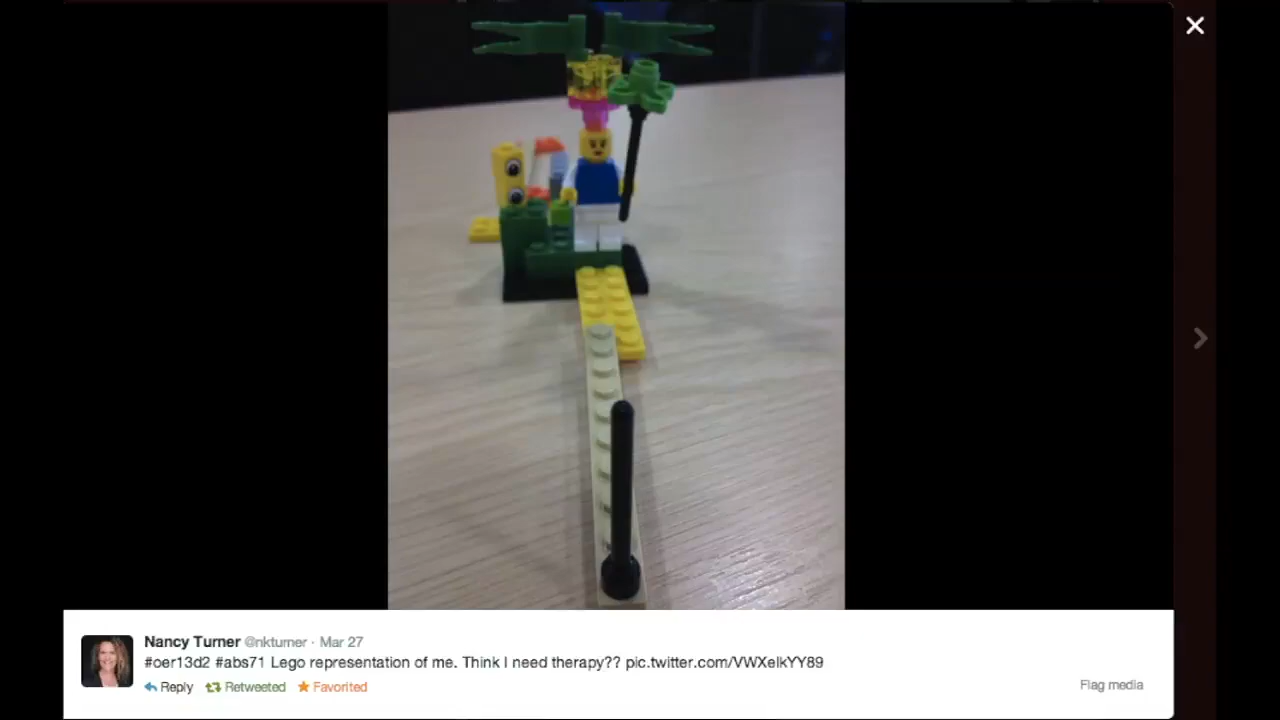 Nancy Turner @nkturner · Mar 27
#oer13d2 #abs71 Lego representation of me. Think I need therapy?? pic.twitter.com/VWXelkYY89
Reply Retweeted Favorited
Flag media